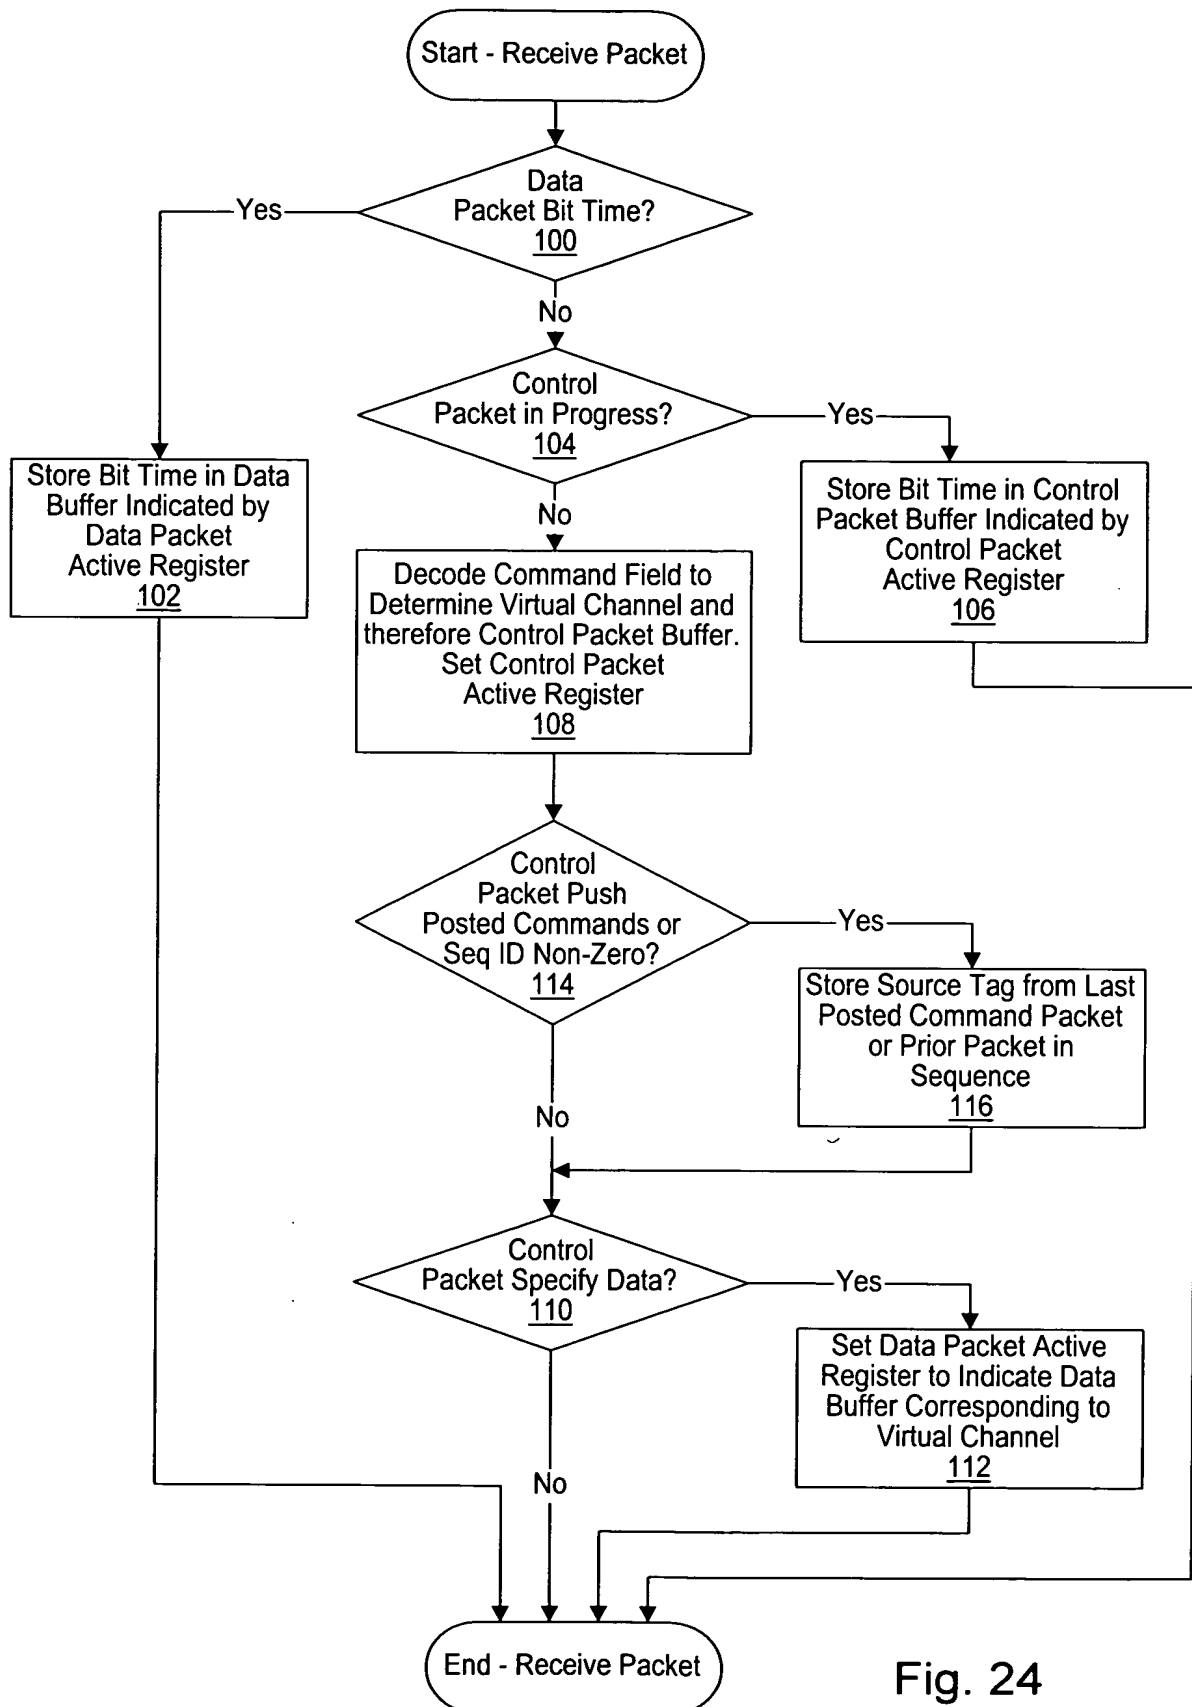 Start - Receive Packet
Data
Packet Bit Time?
100
Yes
No
Control
Packet in Progress?
104
Yes
No
Store Bit Time in Data
Buffer Indicated by
Data Packet
Active Register
102
Store Bit Time in Control
Packet Buffer Indicated by
Control Packet
Active Register
106
Decode Command Field to
Determine Virtual Channel and
therefore Control Packet Buffer.
Set Control Packet
Active Register
108
Control
Packet Push
Posted Commands or
Seq ID Non-Zero?
114
Yes
Store Source Tag from Last
Posted Command Packet
or Prior Packet in
Sequence
116
No
Control
Packet Specify Data?
110
Yes
Set Data Packet Active
Register to Indicate Data
Buffer Corresponding to
Virtual Channel
112
No
End - Receive Packet
Fig. 24